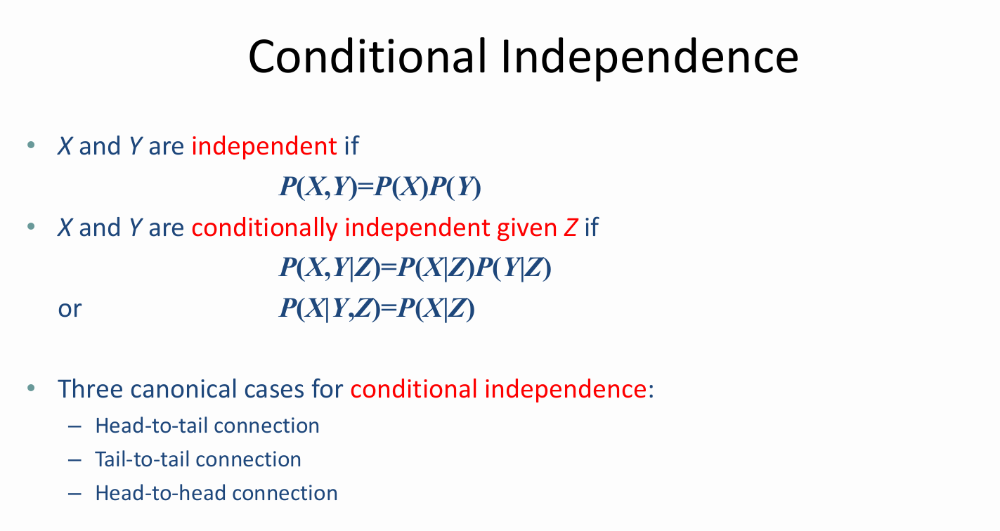 Conditional Independence
• X and Y are independent if
P(X,Y)=P(X)P(Y)
• X and Y are conditionally independent given Z if
P(X,Y|Z)=P(X|Z)P(Y|Z)
or P(X|Y,Z)=P(X|Z)
• Three canonical cases for conditional independence:
– Head-to-tail connection
– Tail-to-tail connection
– Head-to-head connection